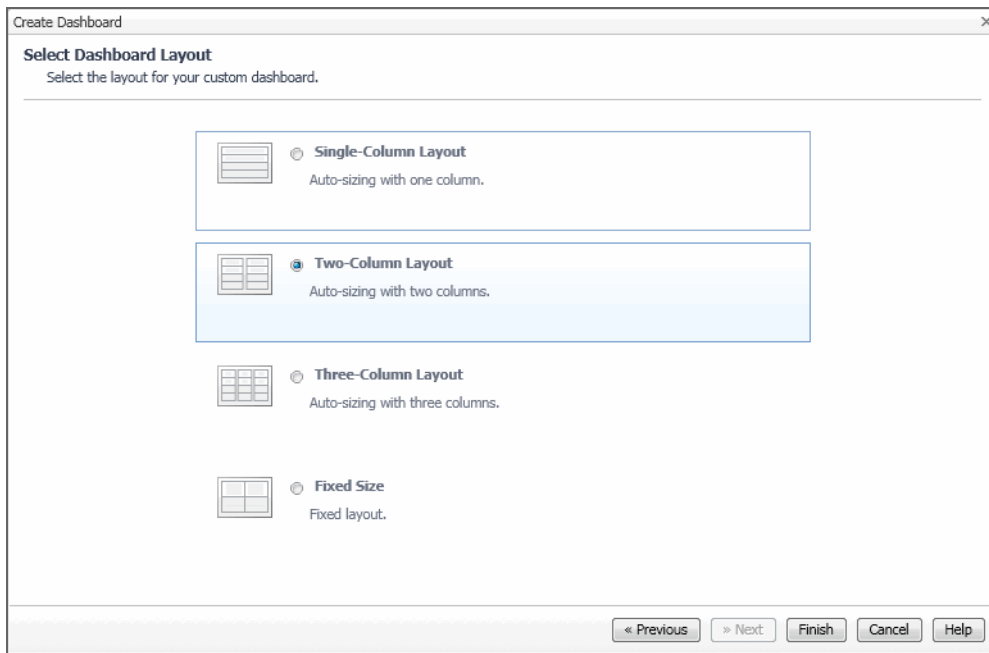 Create Dashboard
Select Dashboard Layout
Select the layout for your custom dashboard.
Single-Column Layout
Auto-sizing with one column.
Two-Column Layout
Auto-sizing with two columns.
Three-Column Layout
Auto-sizing with three columns.
Fixed Size
Fixed layout.
« Previous » Next Finish Cancel Help